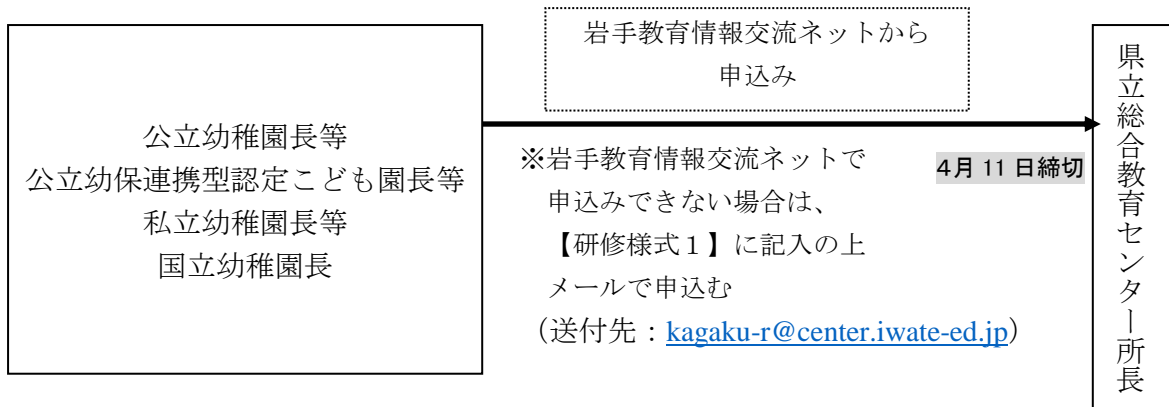 公立幼稚園長等
公立幼保連携型認定こども園長等
私立幼稚園長等
国立幼稚園長
岩手教育情報交流ネットから
申込み
※岩手教育情報交流ネットで
申込みできない場合は、
【研修様式１】に記入の上
メールで申込む
（送付先：kagaku-r@center.iwate-ed.jp）
4月 11 日締切
県立総合教育センター所長